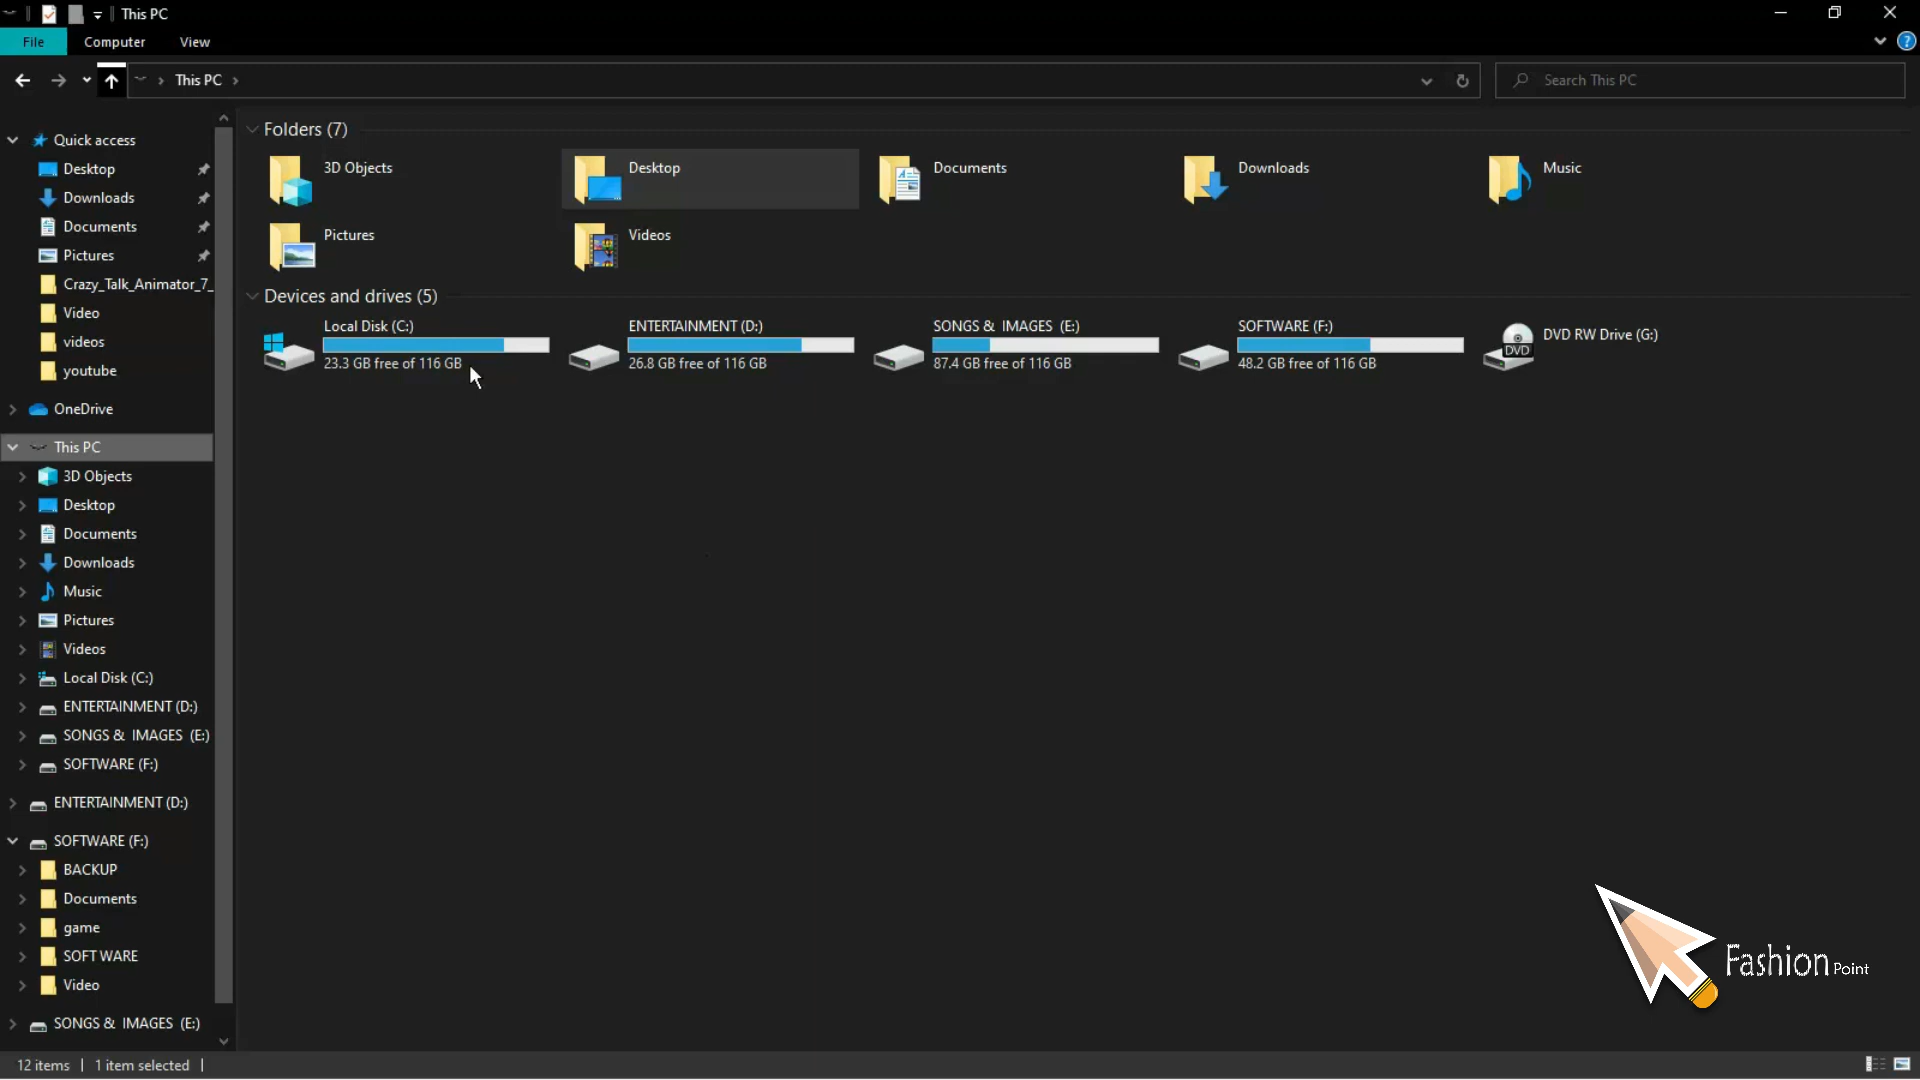 This PC
File Computer View
This PC
Search This PC
Quick access
Desktop
Downloads
Documents
Pictures
Crazy_Talk_Animator_7_
Video
videos
youtube
OneDrive
This PC
3D Objects
Desktop
Documents
Downloads
Music
Pictures
Videos
Local Disk (C:)
ENTERTAINMENT (D:)
SONGS & IMAGES (E:)
SOFTWARE (F:)
ENTERTAINMENT (D:)
SOFTWARE (F:)
BACKUP
Documents
game
SOFT WARE
Video
SONGS & IMAGES (E:)
Folders (7)
3D Objects
Desktop
Documents
Downloads
Music
Pictures
Videos
Devices and drives (5)
Local Disk (C:)
23.3 GB free of 116 GB
ENTERTAINMENT (D:)
26.8 GB free of 116 GB
SONGS & IMAGES (E:)
87.4 GB free of 116 GB
SOFTWARE (F:)
48.2 GB free of 116 GB
DVD
DVD RW Drive (G:)
Fashion Point
12 items 1 item selected